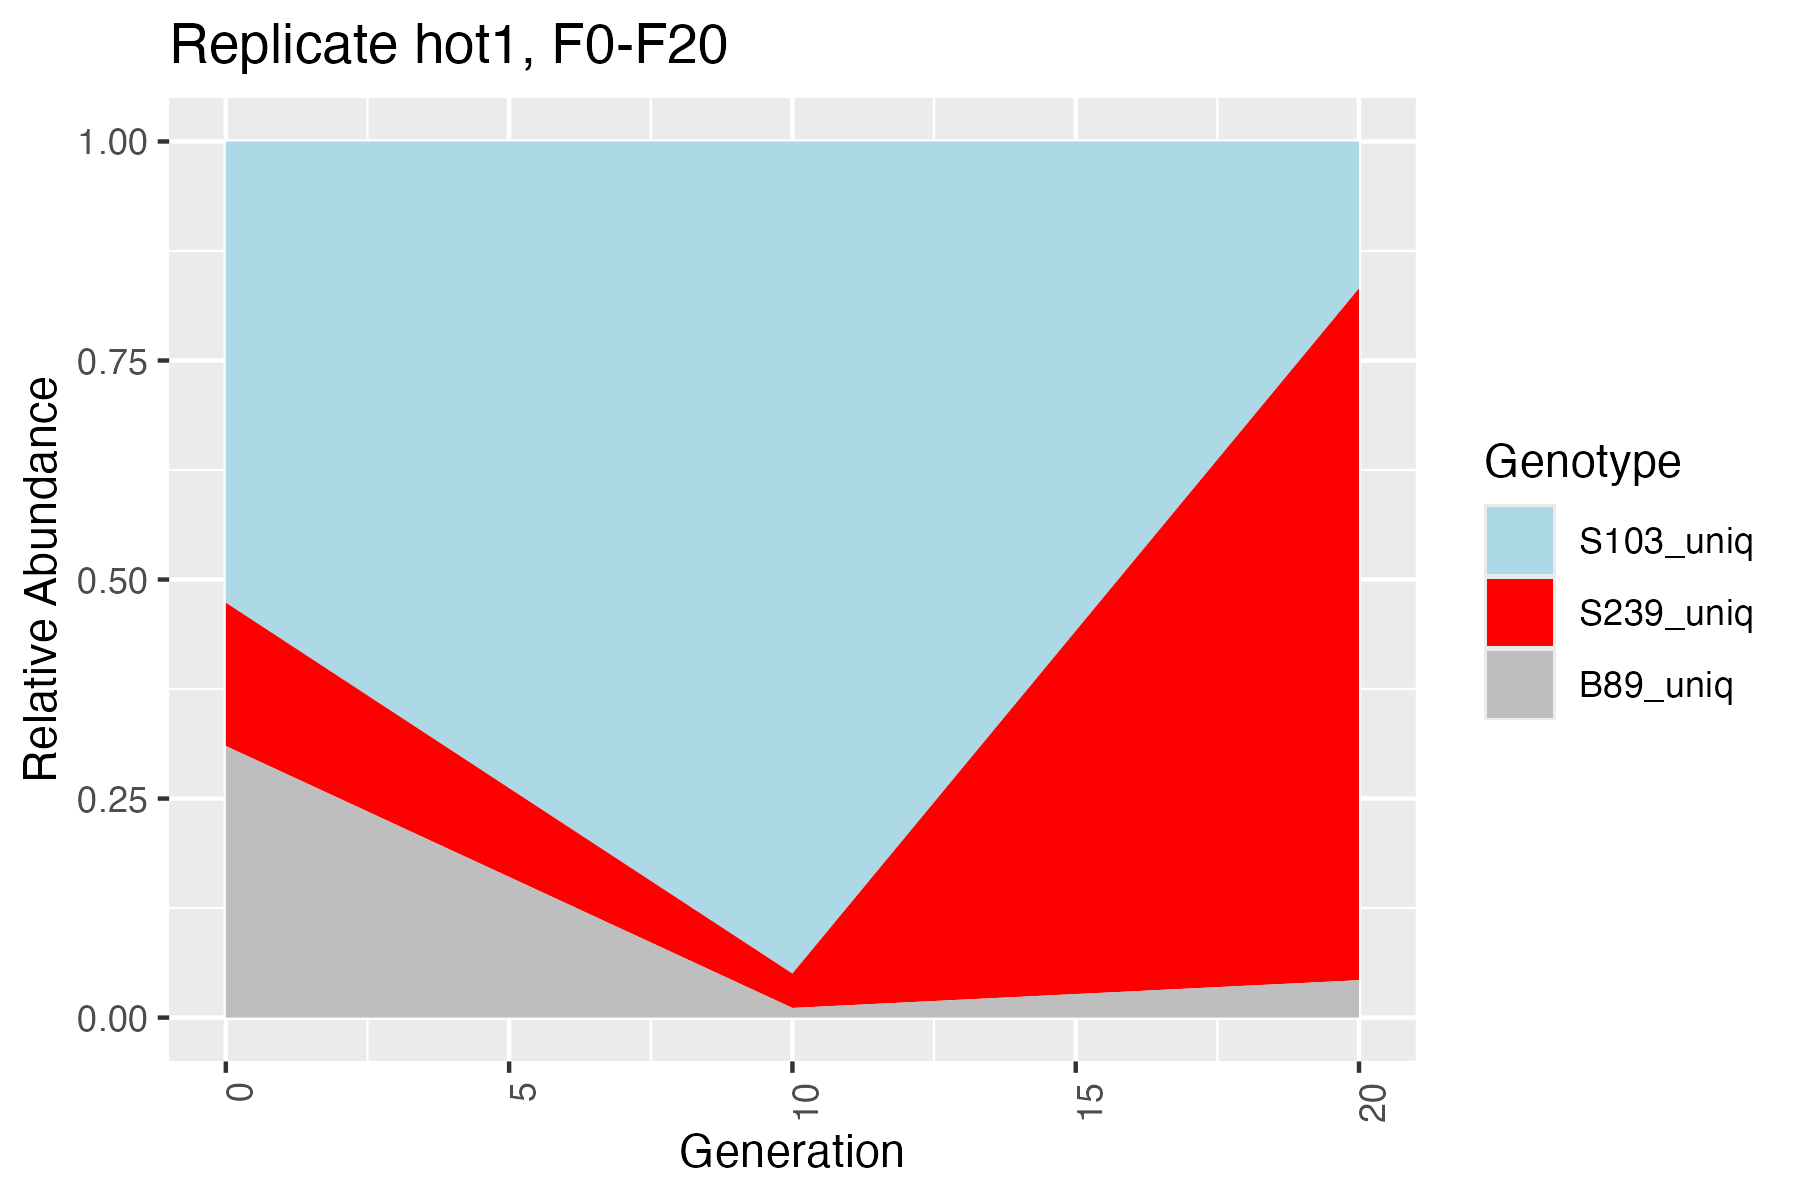 Replicate hot1, F0-F20
1.00
0.75
0.50
0.25
0.00
Relative Abundance
0
5
10
15
20
Generation
Genotype
S103_uniq
S239_uniq
B89_uniq